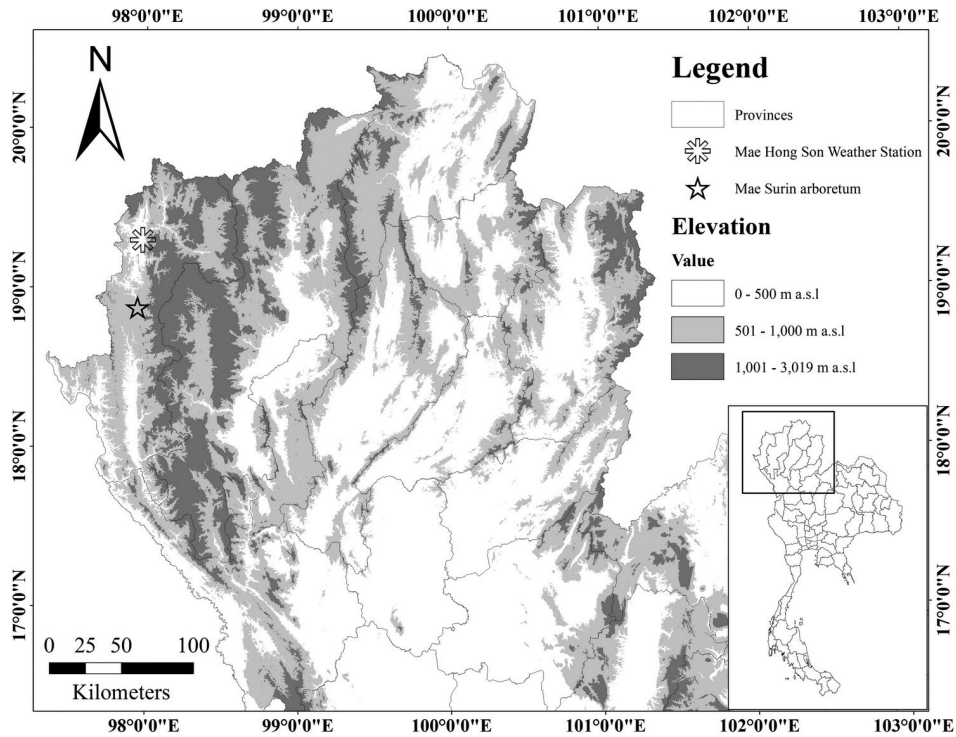 98°0'0"E 99°0'0"E 100°0'0"E 101°0'0"E 102°0'0"E 103°0'0"E
N
Legend
Provinces
Mae Hong Son Weather Station
Mae Surin arboretum
Elevation
Value
0 - 500 m a.s.l
501 - 1,000 m a.s.l
1,001 - 3,019 m a.s.l
20°0'0"N
19°0'0"N
18°0'0"N
17°0'0"N
20°0'0"N
19°0'0"N
18°0'0"N
17°0'0"N
0 25 50 100
Kilometers
98°0'0"E 99°0'0"E 100°0'0"E 101°0'0"E 102°0'0"E 103°0'0"E